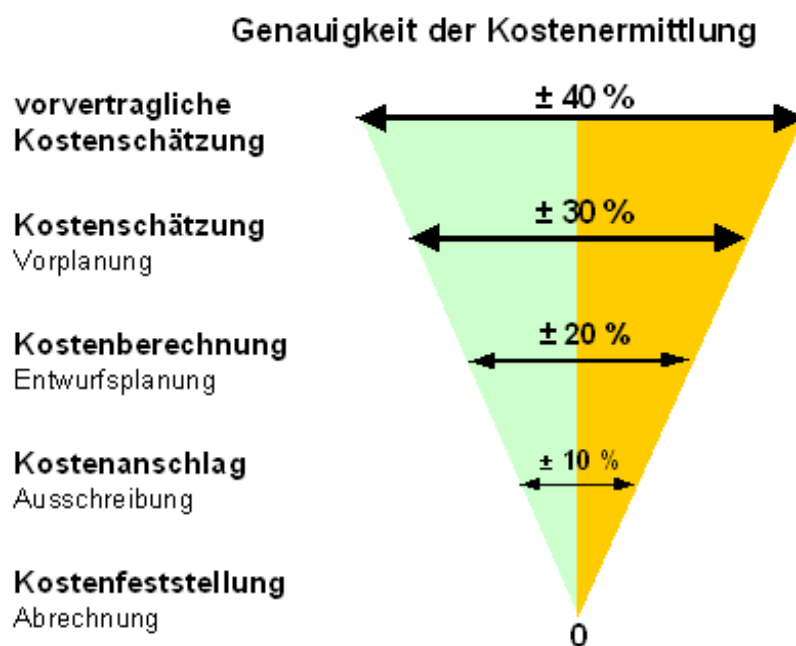 Genauigkeit der Kostenermittlung
vorvertragliche
Kostenschätzung
± 40 %
Kostenschätzung
Vorplanung
± 30 %
Kostenberechnung
Entwurfsplanung
± 20 %
Kostenanschlag
Ausschreibung
± 10 %
Kostenfeststellung
Abrechnung
0